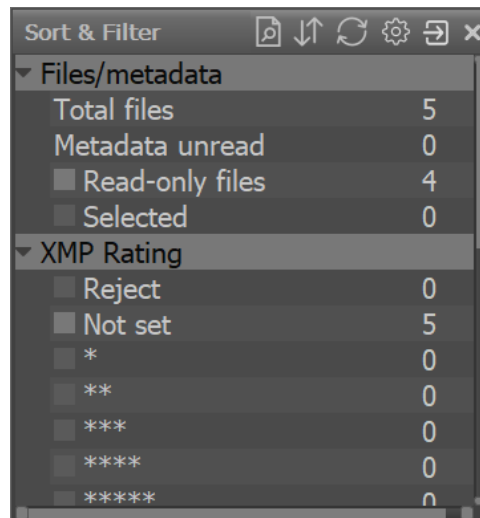 Sort & Filter
Files/metadata
Total files 5
Metadata unread 0
Read-only files 4
Selected 0
XMP Rating
Reject 0
Not set 5
* 0
** 0
*** 0
**** 0
***** 0